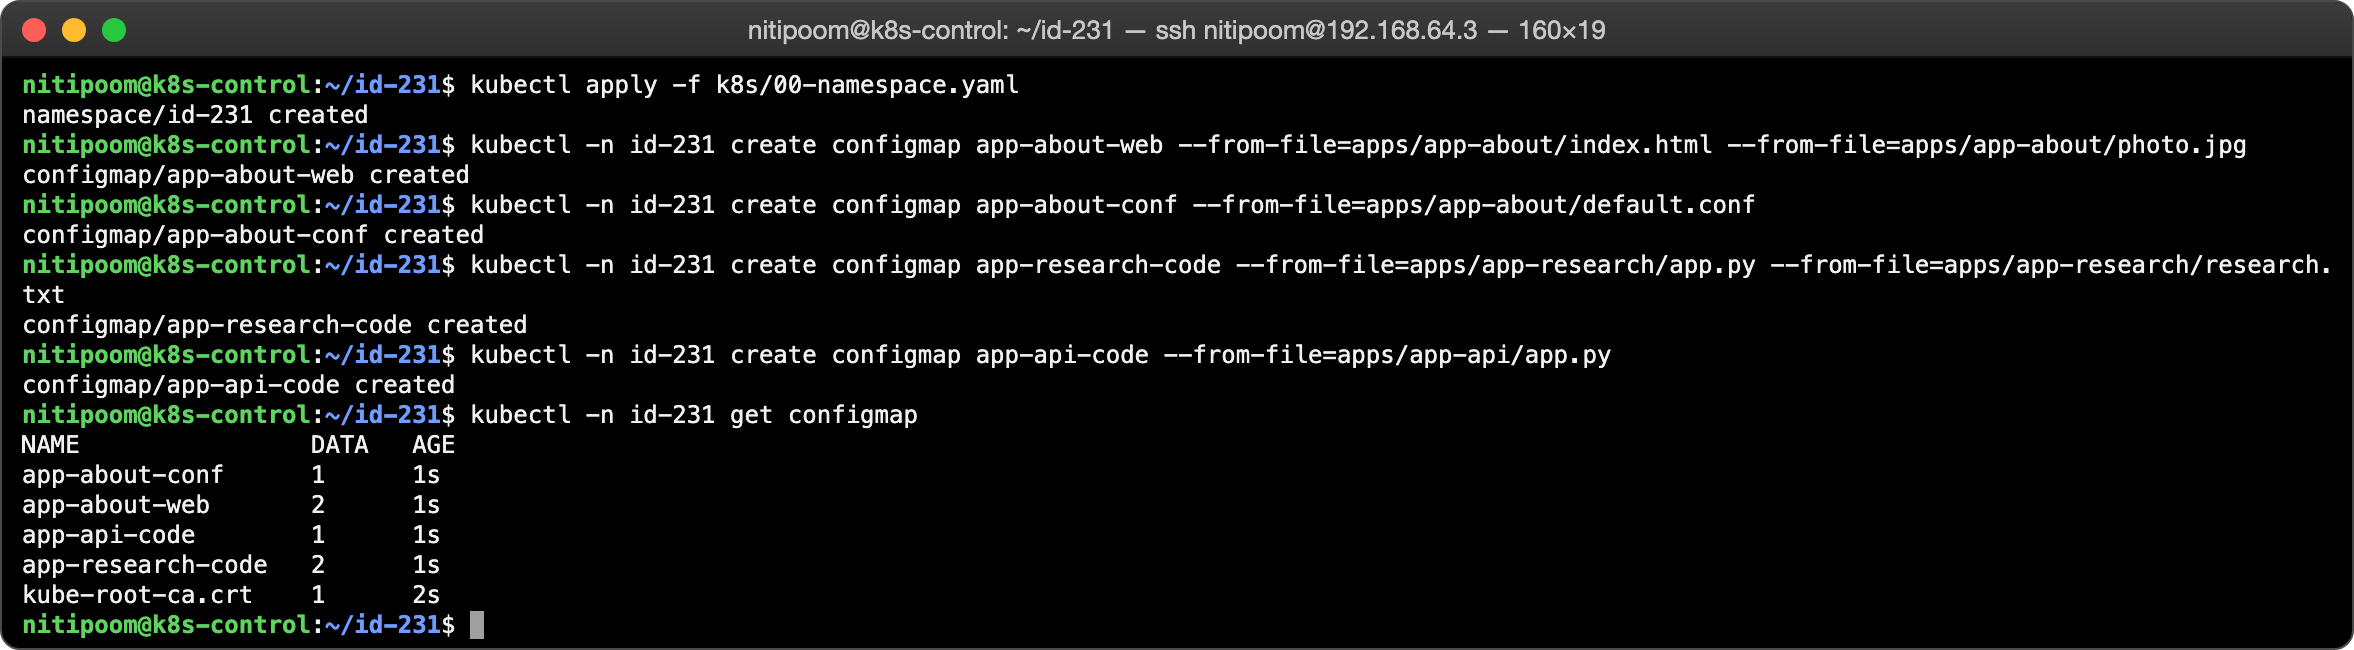 nitipoom@k8s-control: ~/id-231 — ssh nitipoom@192.168.64.3 — 160×19
nitipoom@k8s-control:~/id-231$ kubectl apply -f k8s/00-namespace.yaml
namespace/id-231 created
nitipoom@k8s-control:~/id-231$ kubectl -n id-231 create configmap app-about-web --from-file=apps/app-about/index.html --from-file=apps/app-about/photo.jpg
configmap/app-about-web created
nitipoom@k8s-control:~/id-231$ kubectl -n id-231 create configmap app-about-conf --from-file=apps/app-about/default.conf
configmap/app-about-conf created
nitipoom@k8s-control:~/id-231$ kubectl -n id-231 create configmap app-research-code --from-file=apps/app-research/app.py --from-file=apps/app-research/research.
txt
configmap/app-research-code created
nitipoom@k8s-control:~/id-231$ kubectl -n id-231 create configmap app-api-code --from-file=apps/app-api/app.py
configmap/app-api-code created
nitipoom@k8s-control:~/id-231$ kubectl -n id-231 get configmap
NAME                DATA   AGE
app-about-conf      1      1s
app-about-web       2      1s
app-api-code        1      1s
app-research-code   2      1s
kube-root-ca.crt    1      2s
nitipoom@k8s-control:~/id-231$